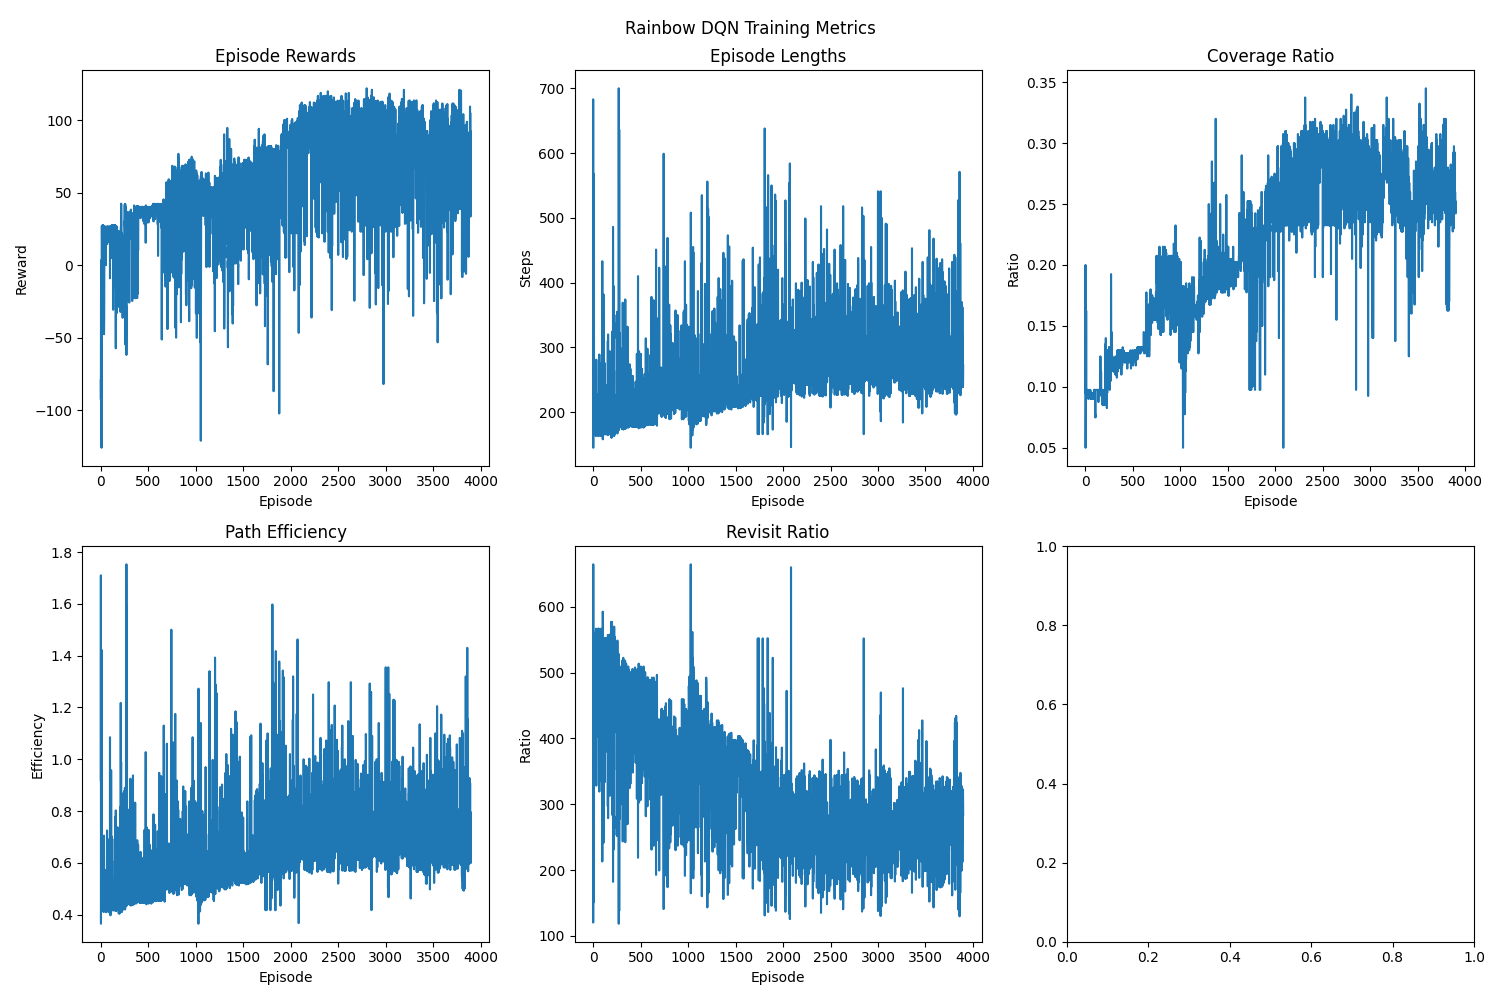 Rainbow DQN Training Metrics
Episode Rewards
Reward
100
50
0
−50
−100
0 500 1000 1500 2000 2500 3000 3500 4000
Episode
Episode Lengths
Steps
700
600
500
400
300
200
0 500 1000 1500 2000 2500 3000 3500 4000
Episode
Coverage Ratio
Ratio
0.35
0.30
0.25
0.20
0.15
0.10
0.05
0 500 1000 1500 2000 2500 3000 3500 4000
Episode
Path Efficiency
Efficiency
1.8
1.6
1.4
1.2
1.0
0.8
0.6
0.4
0 500 1000 1500 2000 2500 3000 3500 4000
Episode
Revisit Ratio
Ratio
600
500
400
300
200
100
0 500 1000 1500 2000 2500 3000 3500 4000
Episode
1.0
0.8
0.6
0.4
0.2
0.0
0.0 0.2 0.4 0.6 0.8 1.0